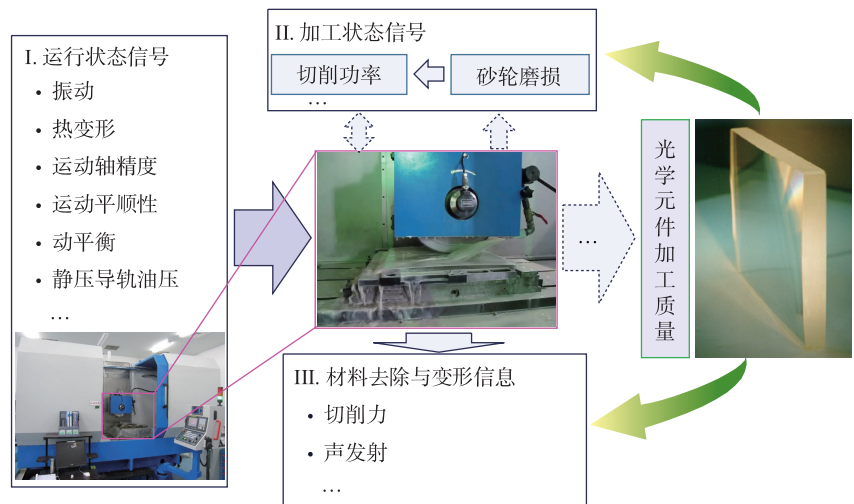 I. 运行状态信号
• 振动
• 热变形
• 运动轴精度
• 运动平顺性
• 动平衡
• 静压导轨油压
…
II. 加工状态信号
切削功率
砂轮磨损
…
…
光学元件加工质量
III. 材料去除与变形信息
• 切削力
• 声发射
…